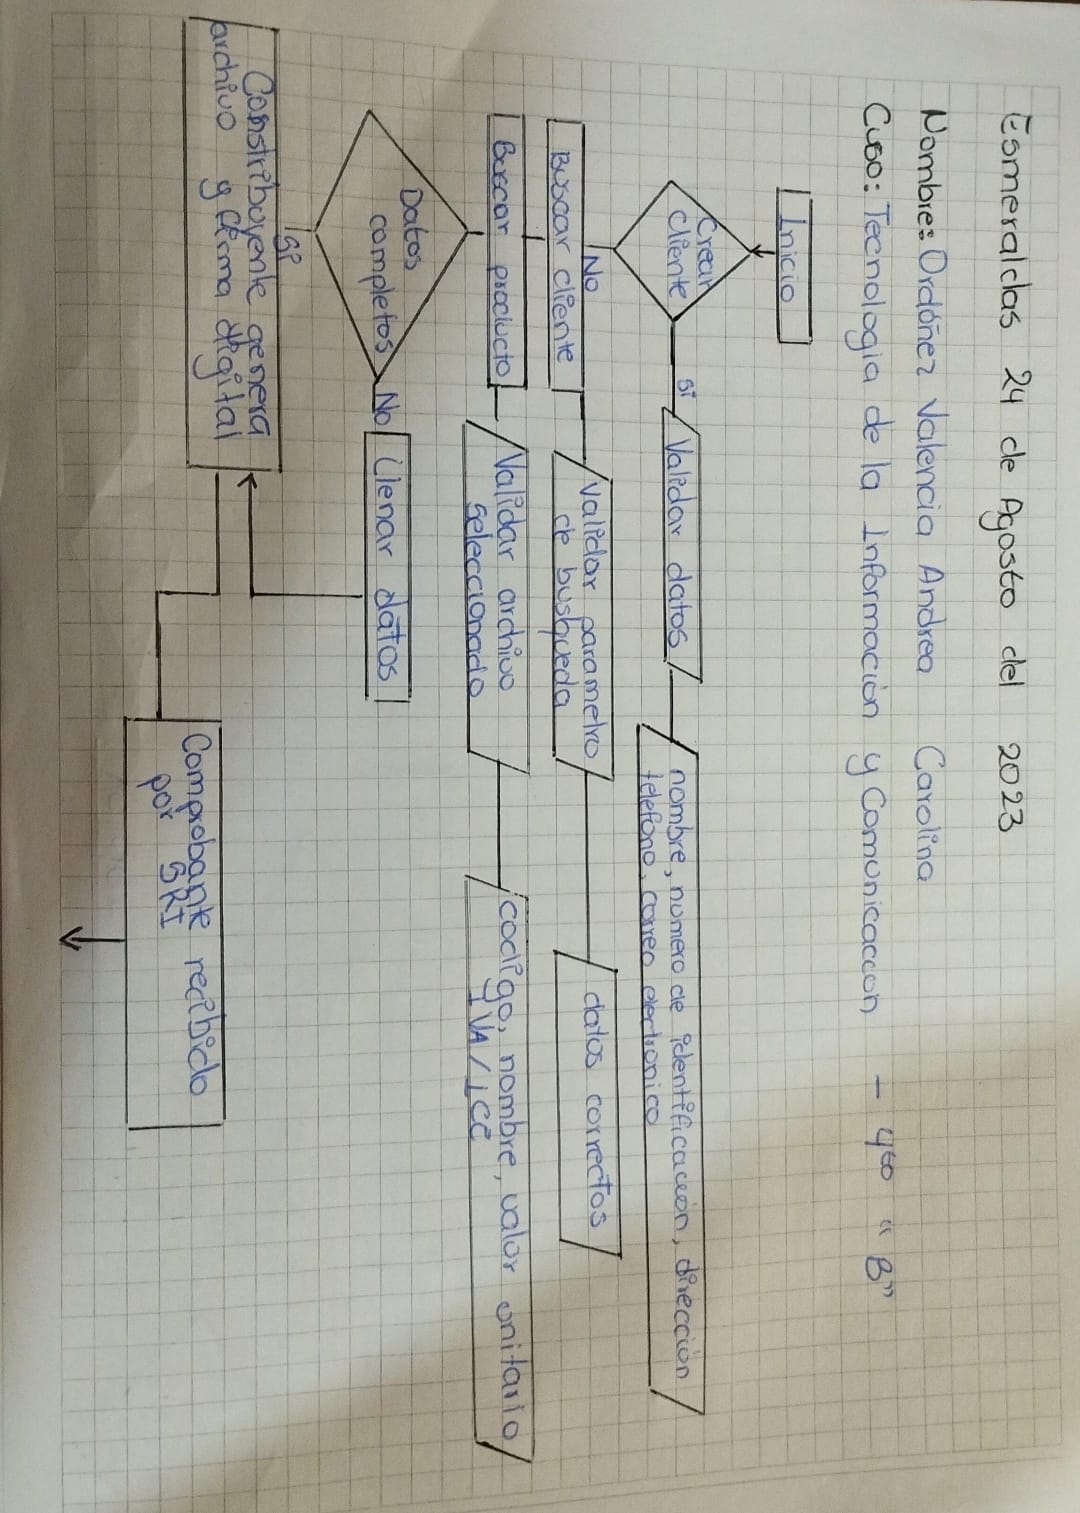 Esmeraldas 24 de Agosto del 2023
Nombre: Ordóñez Valencia Andrea Carolina
Cuso: Tecnologia de la Información y Comunicaccon - 4to "B"
Inicio
Crear
cliente
Si
Validar datos
nombre, numero de identificacion, dirección
telefono, correo electronico
No
Buscar cliente
Validar parametro
de busqueda
datos correctos
Buscar producto
Validar archivo
seleccionado
codigo, nombre, valor unitario
IVA/ICE
Datos
completos
No
Llenar datos
Si
Constribuyente genera
archivo y firma digital
Comprobante recibido
por SRI